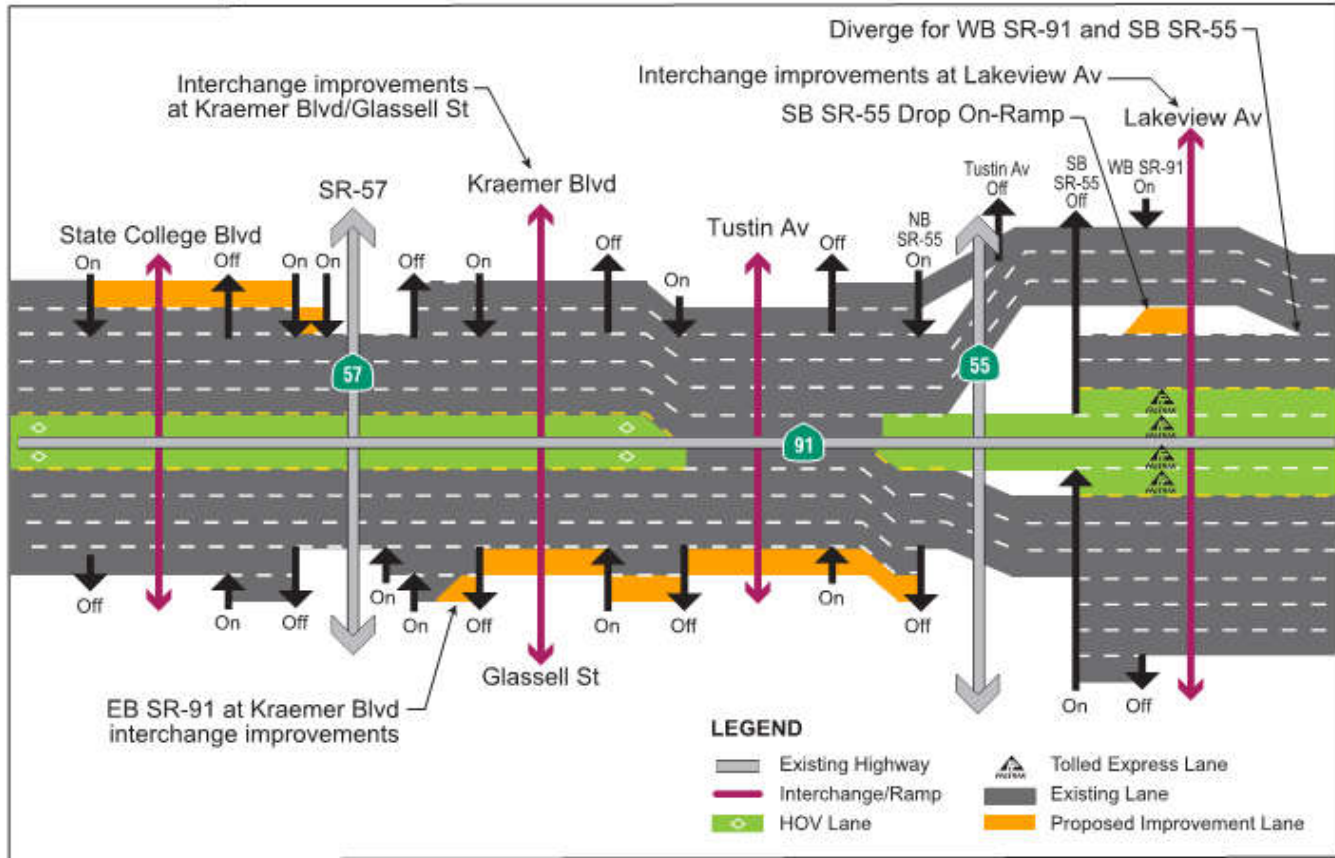 Diverge for WB SR-91 and SB SR-55
Interchange improvements
at Kraemer Blvd/Glassell St
Interchange improvements at Lakeview Av
SB SR-55 Drop On-Ramp
Lakeview Av
SR-57
Kraemer Blvd
Tustin Av
Off
SB
SR-55
Off
WB SR-91
On
State College Blvd
Tustin Av
NB
SR-55
On
On
Off
On
On
Off
On
Off
On
Off
57
55
91
FASTRAK
FASTRAK
FASTRAK
FASTRAK
Off
On
Off
On
On
Off
On
Off
On
Off
On
Off
Glassell St
EB SR-91 at Kraemer Blvd
interchange improvements
LEGEND
Existing Highway
Interchange/Ramp
HOV Lane
FASTRAK
Tolled Express Lane
Existing Lane
Proposed Improvement Lane